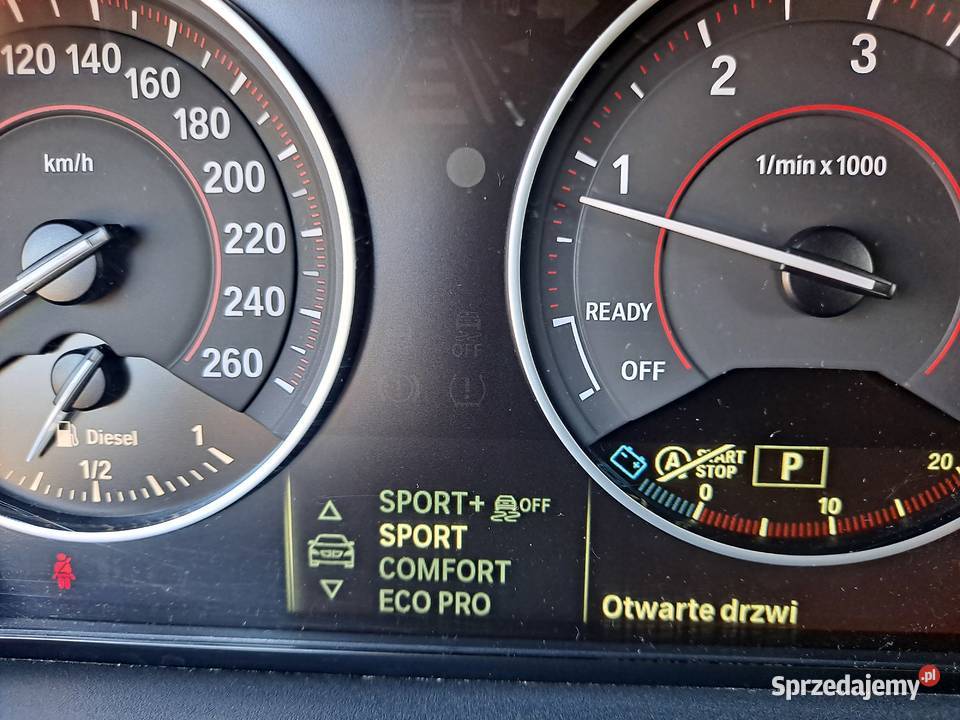 120 140 160 180 200 220 240 260
km/h
Diesel
1/2 1
1 2 3
1/min x 1000
READY
OFF
OFF
A START STOP P
0 10 20
SPORT+ OFF
SPORT
COMFORT
ECO PRO
Otwarte drzwi
Sprzedajemy.pl